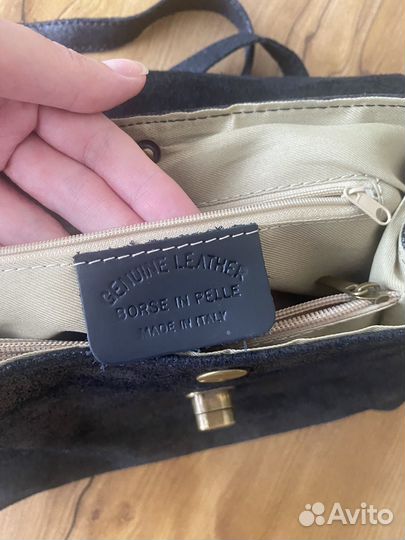 GENUINE LEATHER
BORSE IN PELLE
MADE IN ITALY
Avito